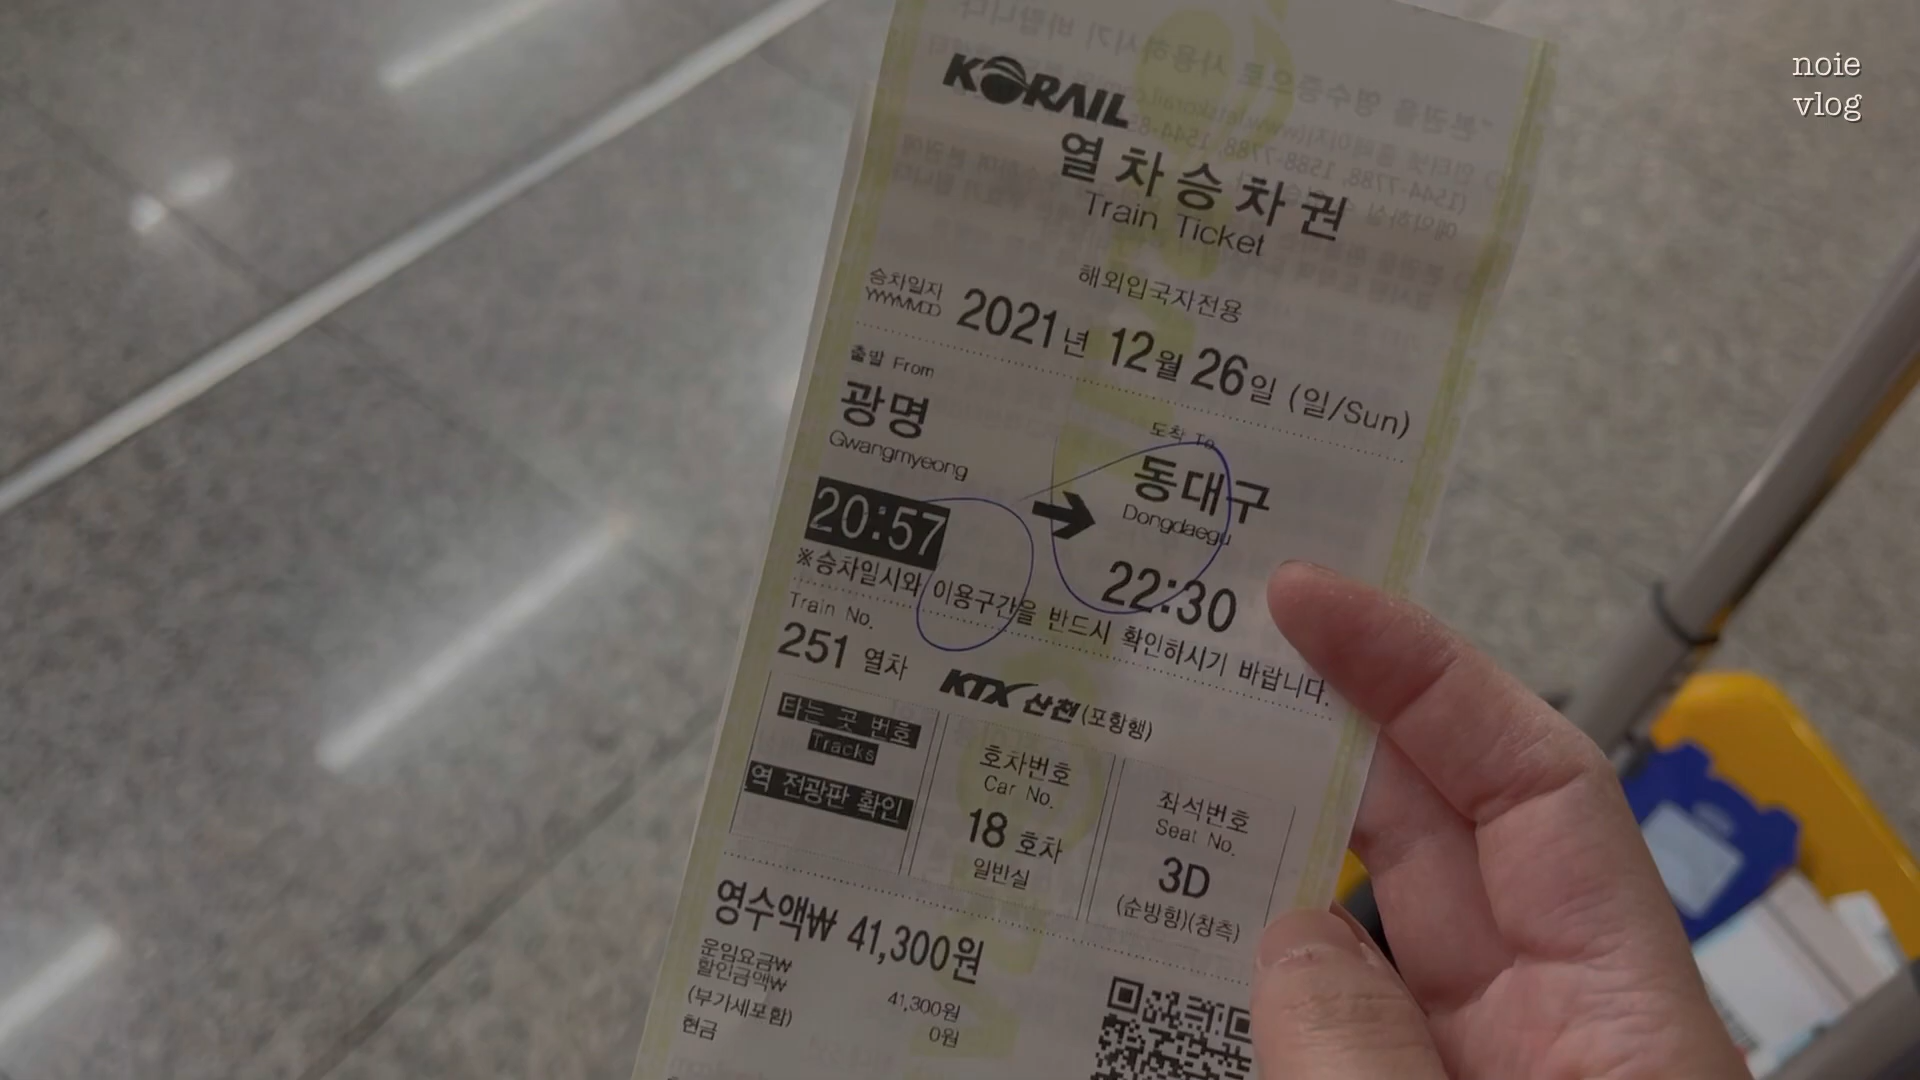 noie
vlog
KORAIL
열차승차권
Train Ticket
해외입국자전용
승차일자
YYYYMMDD
2021년 12월 26일 (일/Sun)
출발 From
도착 To
광명
Gwangmyeong
동대구
Dongdaegu
20:57
22:30
※승차일시와 이용구간을 반드시 확인하시기 바랍니다.
Train No.
251 열차
KTX 산천(포항행)
타는 곳 번호
Tracks
역 전광판 확인
호차번호
Car No.
18 호차
일반실
좌석번호
Seat No.
3D
(순방향)(창측)
영수액₩ 41,300원
운임요금₩ 41,300원
할인금액₩ 0원
(부가세포함)
현금